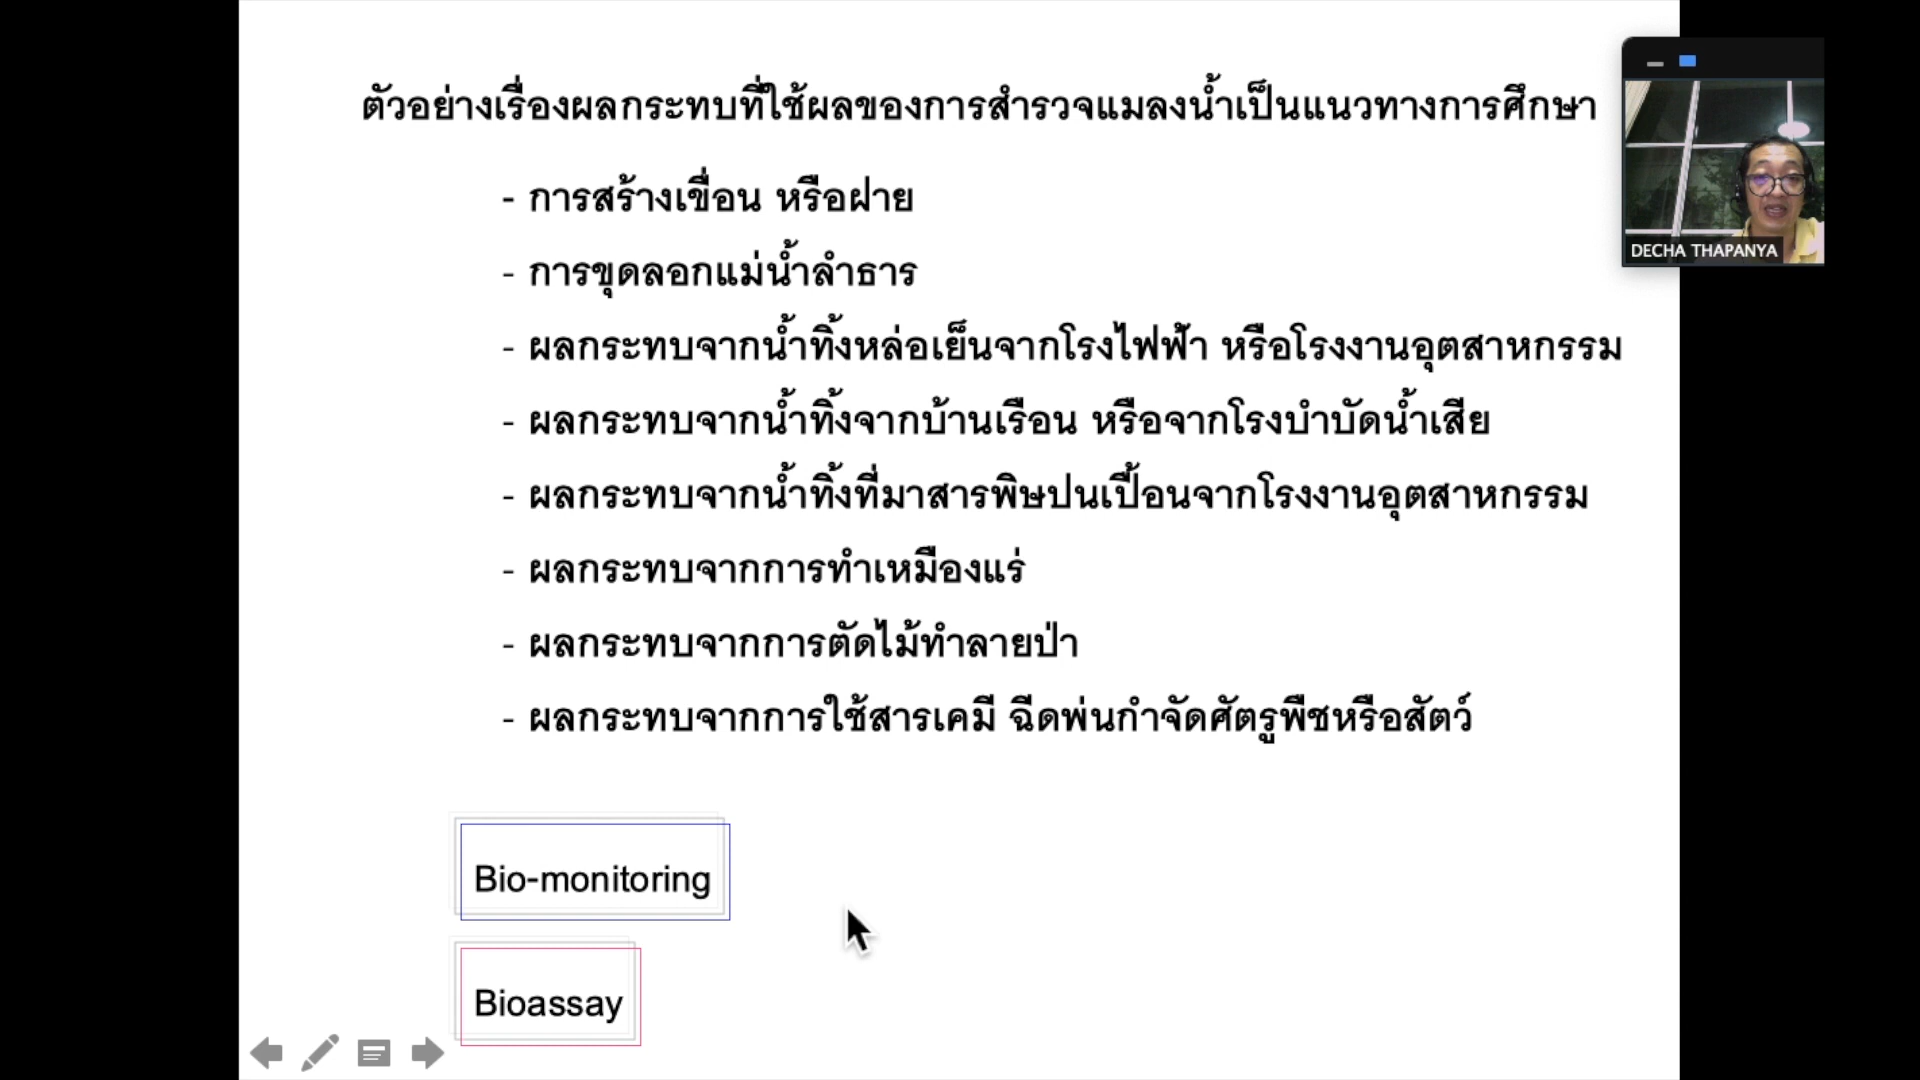 ตัวอย่างเรื่องผลกระทบที่ใช้ผลของการสำรวจแมลงน้ำเป็นแนวทางการศึกษา
- การสร้างเขื่อน หรือฝาย
- การขุดลอกแม่น้ำลำธาร
- ผลกระทบจากน้ำทิ้งหล่อเย็นจากโรงไฟฟ้า หรือโรงงานอุตสาหกรรม
- ผลกระทบจากน้ำทิ้งจากบ้านเรือน หรือจากโรงบำบัดน้ำเสีย
- ผลกระทบจากน้ำทิ้งที่มาสารพิษปนเปื้อนจากโรงงานอุตสาหกรรม
- ผลกระทบจากการทำเหมืองแร่
- ผลกระทบจากการตัดไม้ทำลายป่า
- ผลกระทบจากการใช้สารเคมี ฉีดพ่นกำจัดศัตรูพืชหรือสัตว์
Bio-monitoring
Bioassay
DECHA THAPANYA